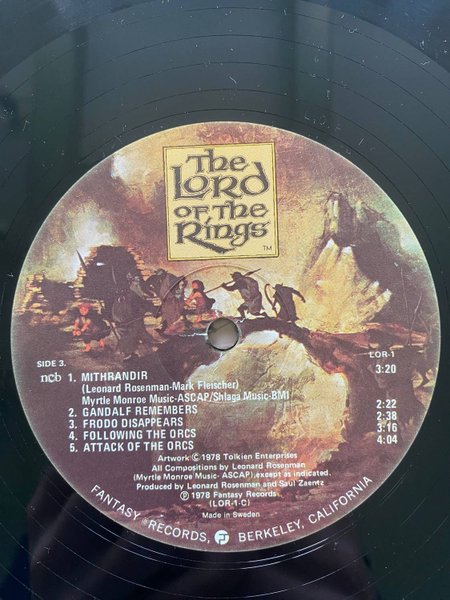 The
LORD
OF THE
Rings
TM
SIDE 3.
LOR-1
ncb 1. MITHRANDIR 3:20
(Leonard Rosenman-Mark Fleischer)
Myrtle Monroe Music-ASCAP/Shlaga Music-BMI
2. GANDALF REMEMBERS 2:22
3. FRODO DISAPPEARS 2:38
4. FOLLOWING THE ORCS 3:16
5. ATTACK OF THE ORCS 4:04
Artwork © 1978 Tolkien Enterprises
All Compositions by Leonard Rosenman
(Myrtle Monroe Music-ASCAP) except as indicated.
Produced by Leonard Rosenman and Saul Zaentz
℗ 1978 Fantasy Records
(LOR-1-C)
Made in Sweden
FANTASY ® RECORDS, BERKELEY, CALIFORNIA